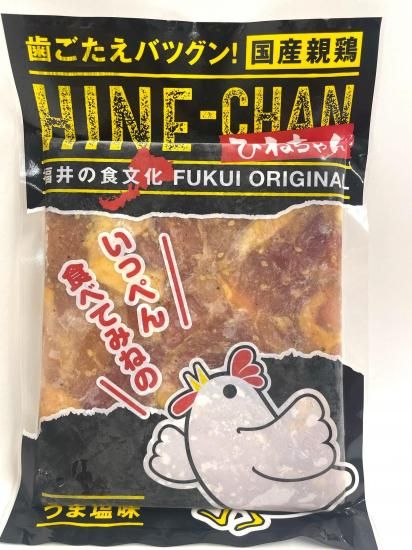 歯ごたえバツグン! 国産親鶏
HINE-CHAN
ひねちゃん
福井の食文化 FUKUI ORIGINAL
いっぺん
食べてみねの
うま塩味